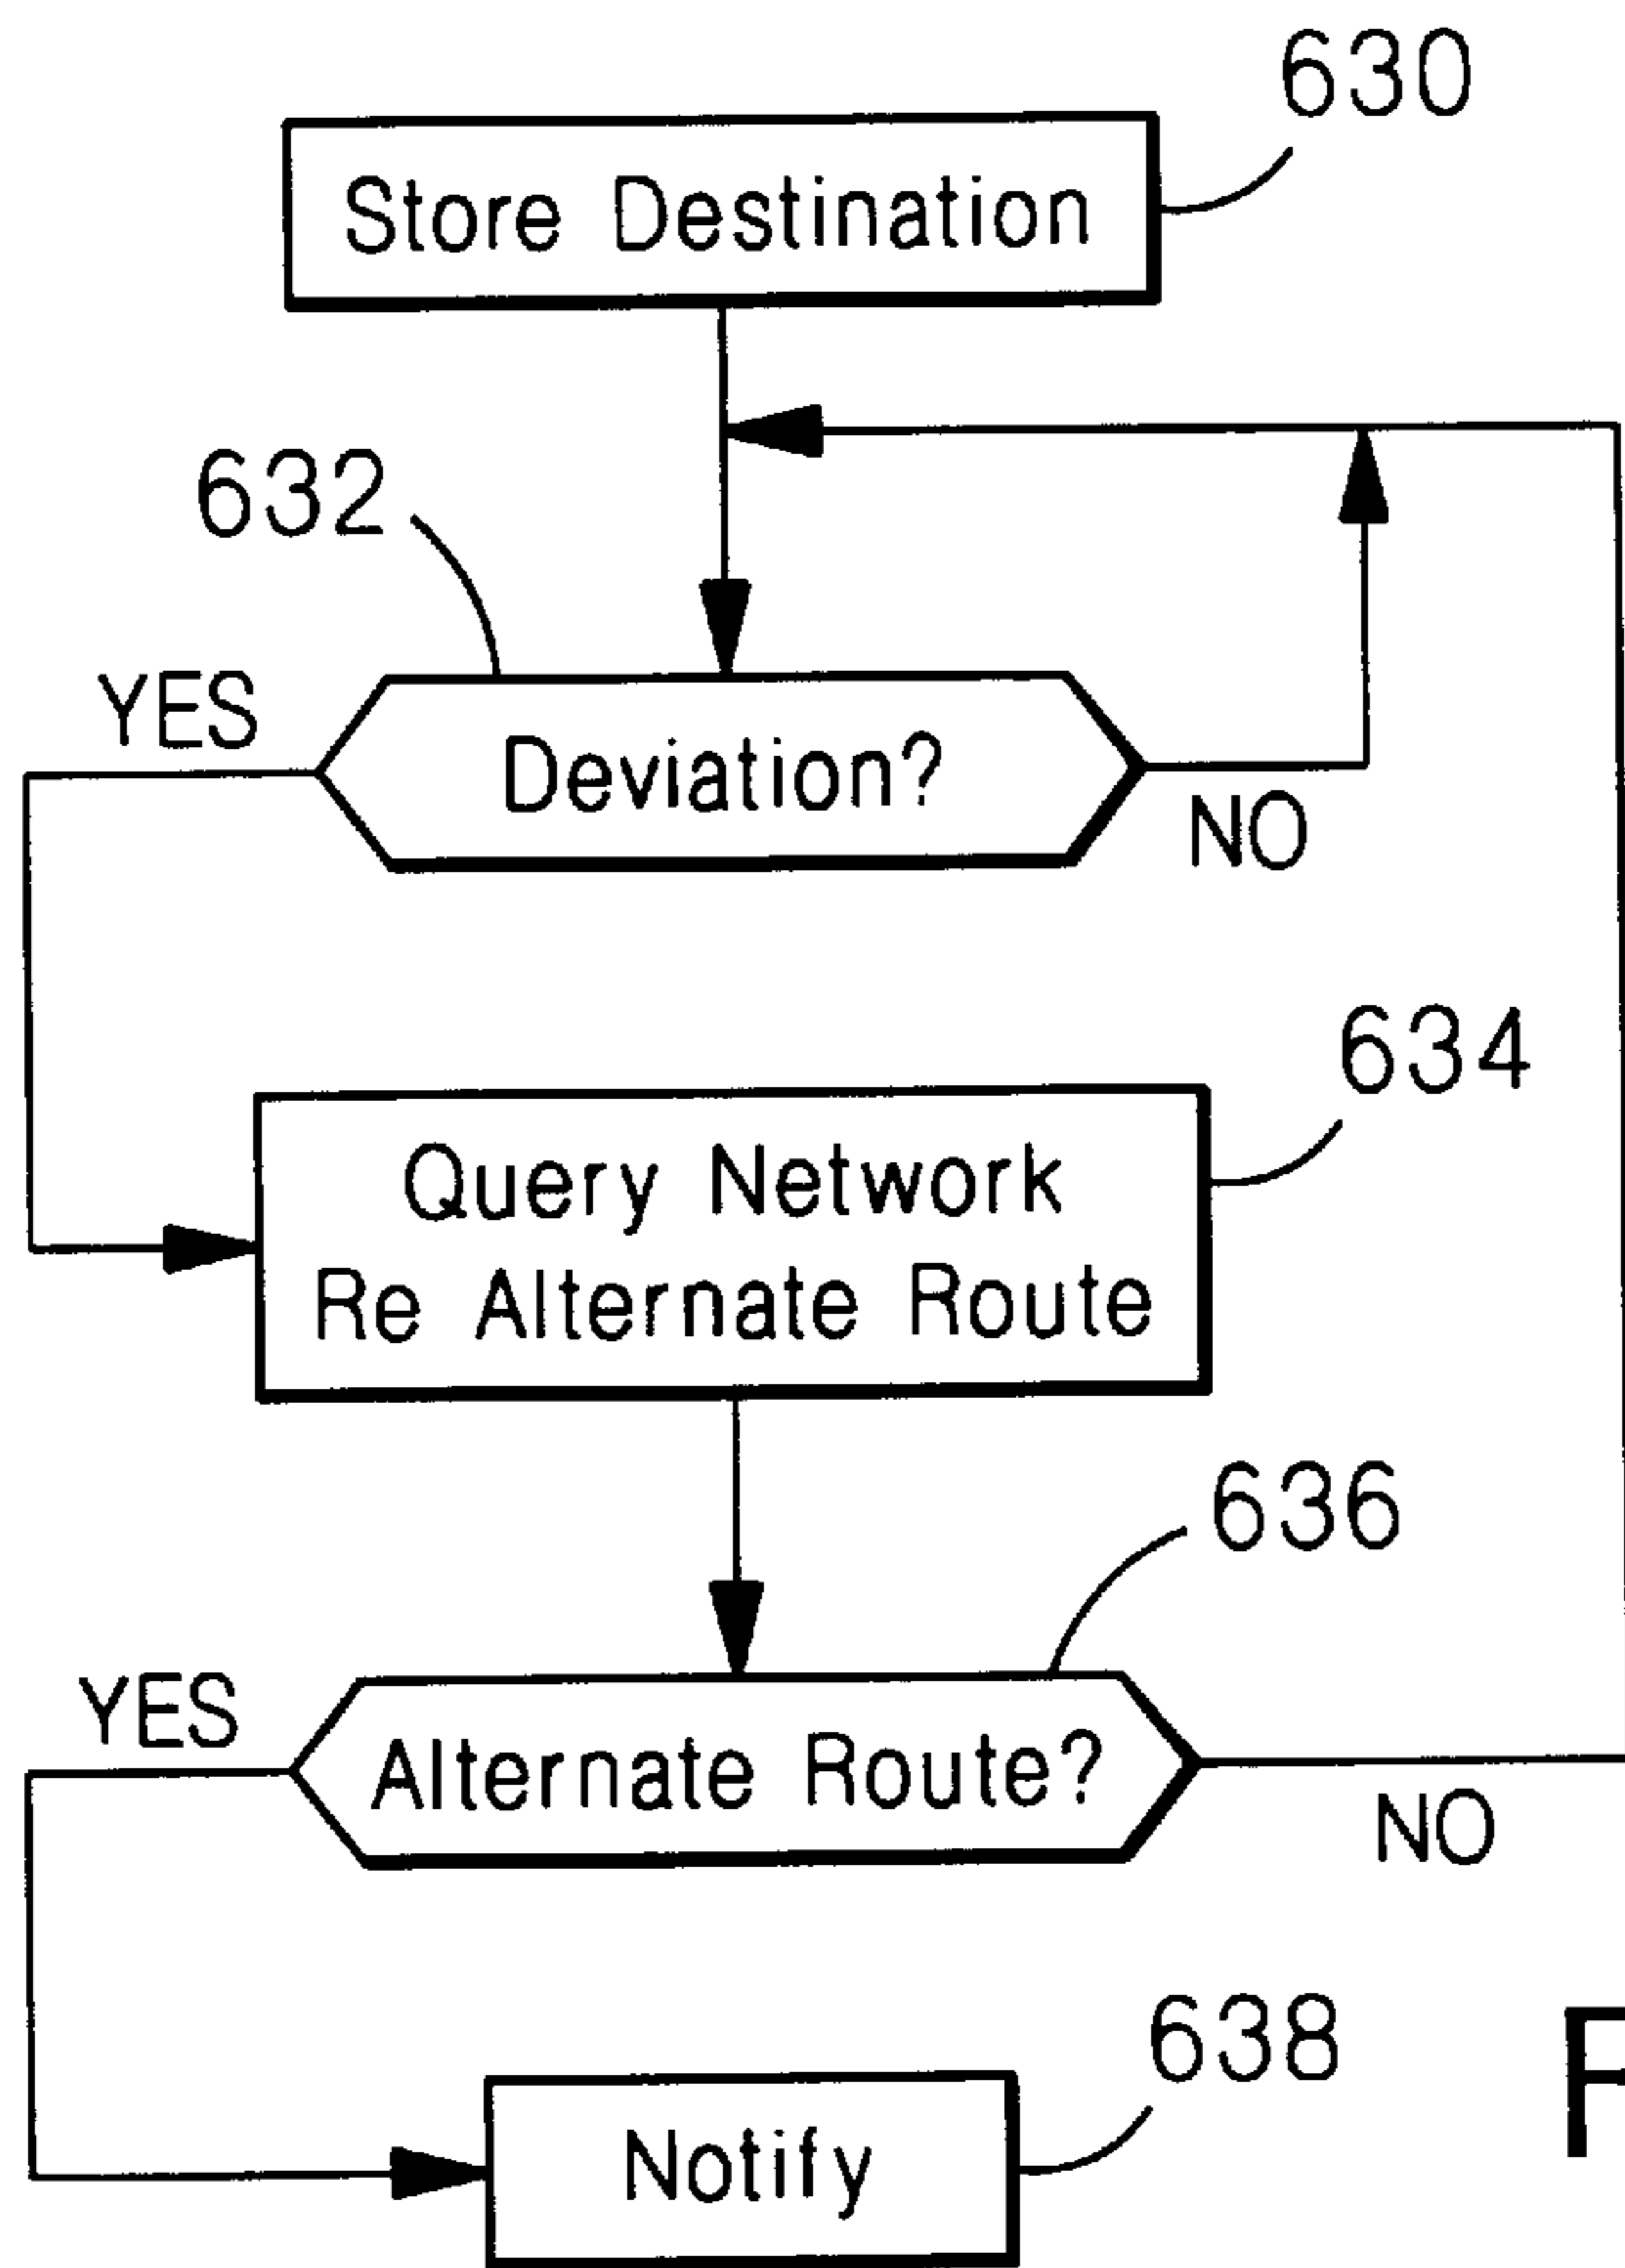 630
Store Destination
632
YES
Deviation?
NO
634
Query Network
Re Alternate Route
636
YES
Alternate Route?
NO
638
Notify